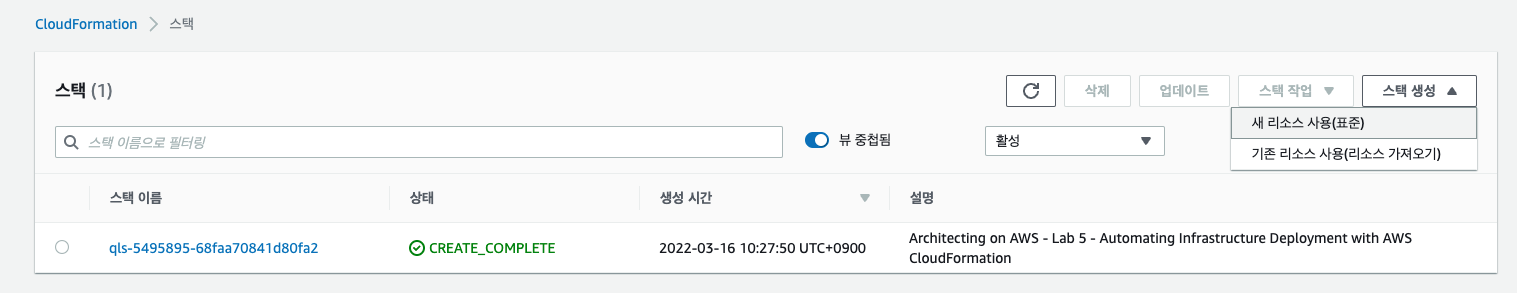 CloudFormation > 스택
스택 (1)
삭제
업데이트
스택 작업
스택 생성
새 리소스 사용(표준)
기존 리소스 사용(리소스 가져오기)
스택 이름으로 필터링
뷰 중첩됨
활성
스택 이름 상태 생성 시간 설명
qls-5495895-68faa70841d80fa2 CREATE_COMPLETE 2022-03-16 10:27:50 UTC+0900 Architecting on AWS - Lab 5 - Automating Infrastructure Deployment with AWS
CloudFormation